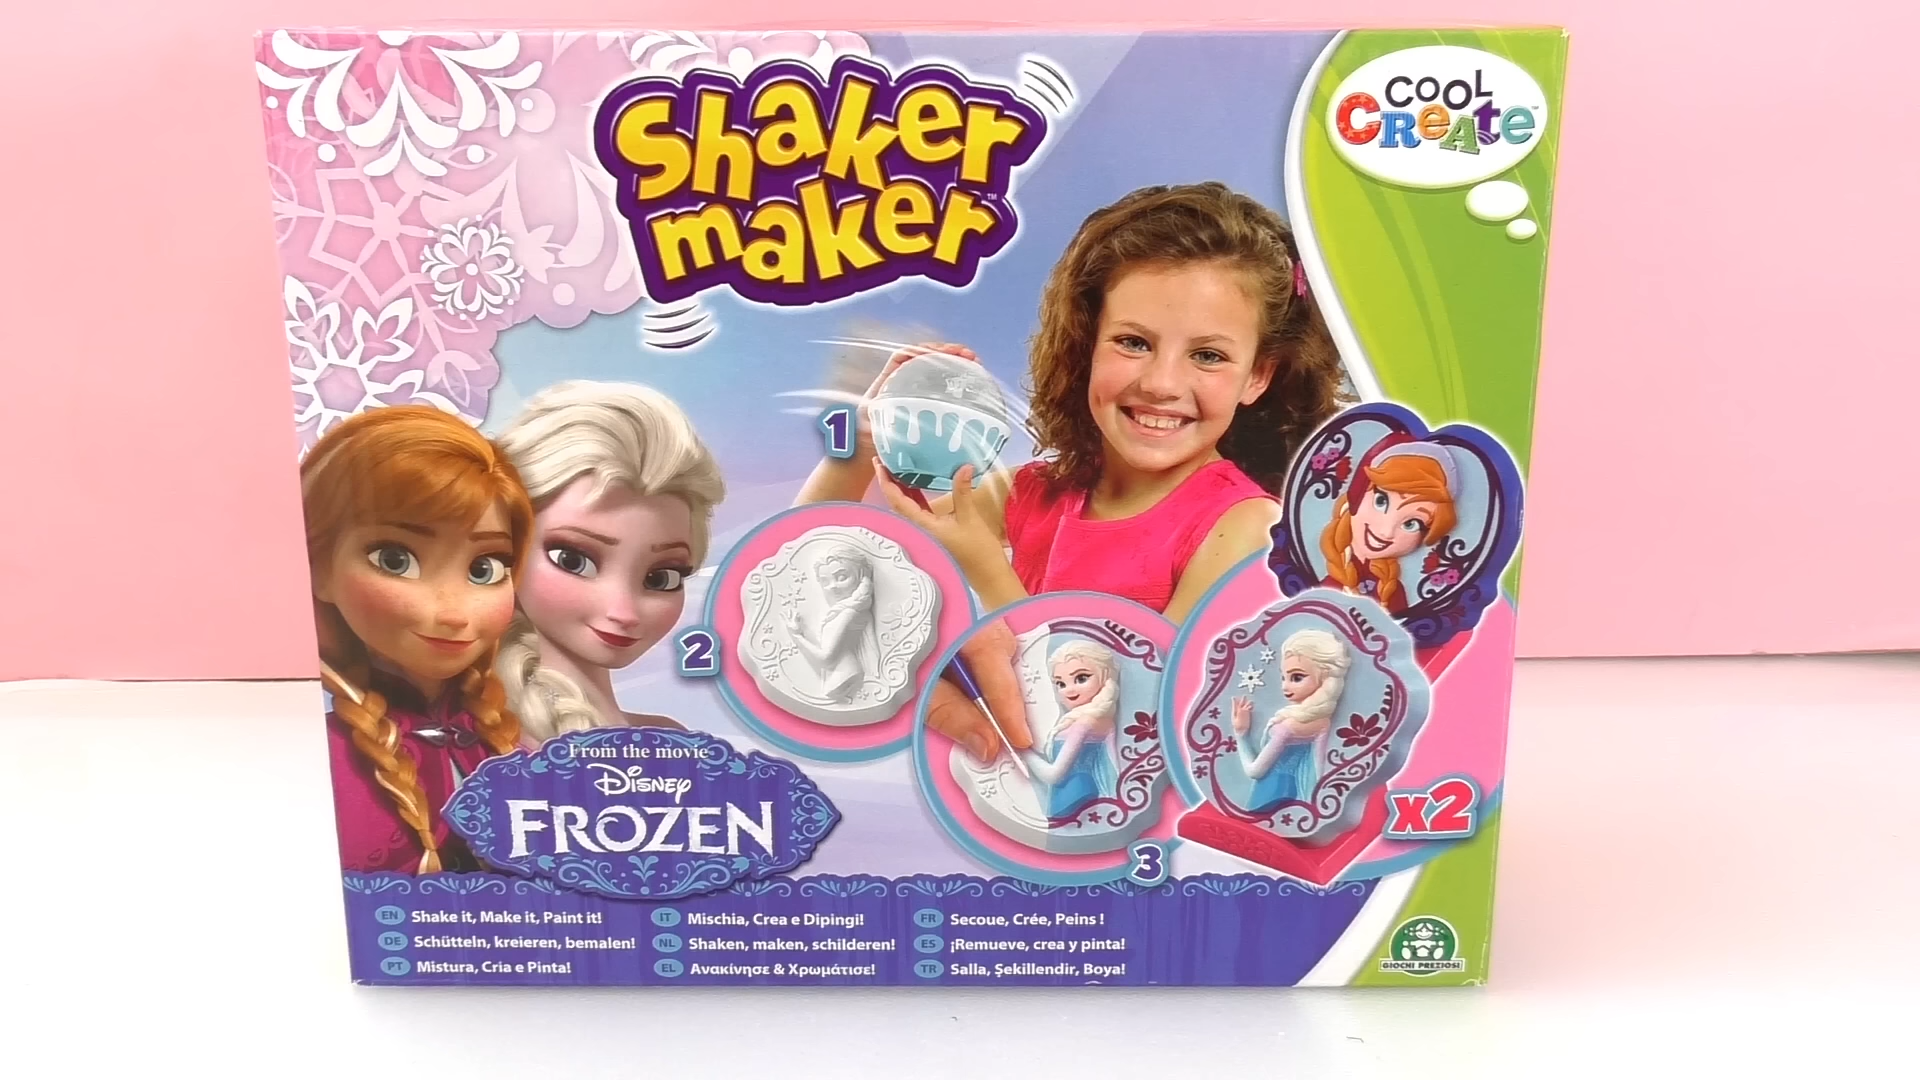 Shaker
maker™
COOL
CREATE™
1
2
3
x2
From the movie
Disney
FROZEN
EN Shake it, Make it, Paint it!
DE Schütteln, kreieren, bemalen!
PT Mistura, Cria e Pinta!
IT Mischia, Crea e Dipingi!
NL Shaken, maken, schilderen!
EL Ανακίνησε & Χρωμάτισε!
FR Secoue, Crée, Peins !
ES ¡Remueve, crea y pinta!
TR Salla, Şekillendir, Boya!
GIOCHI PREZIOSI